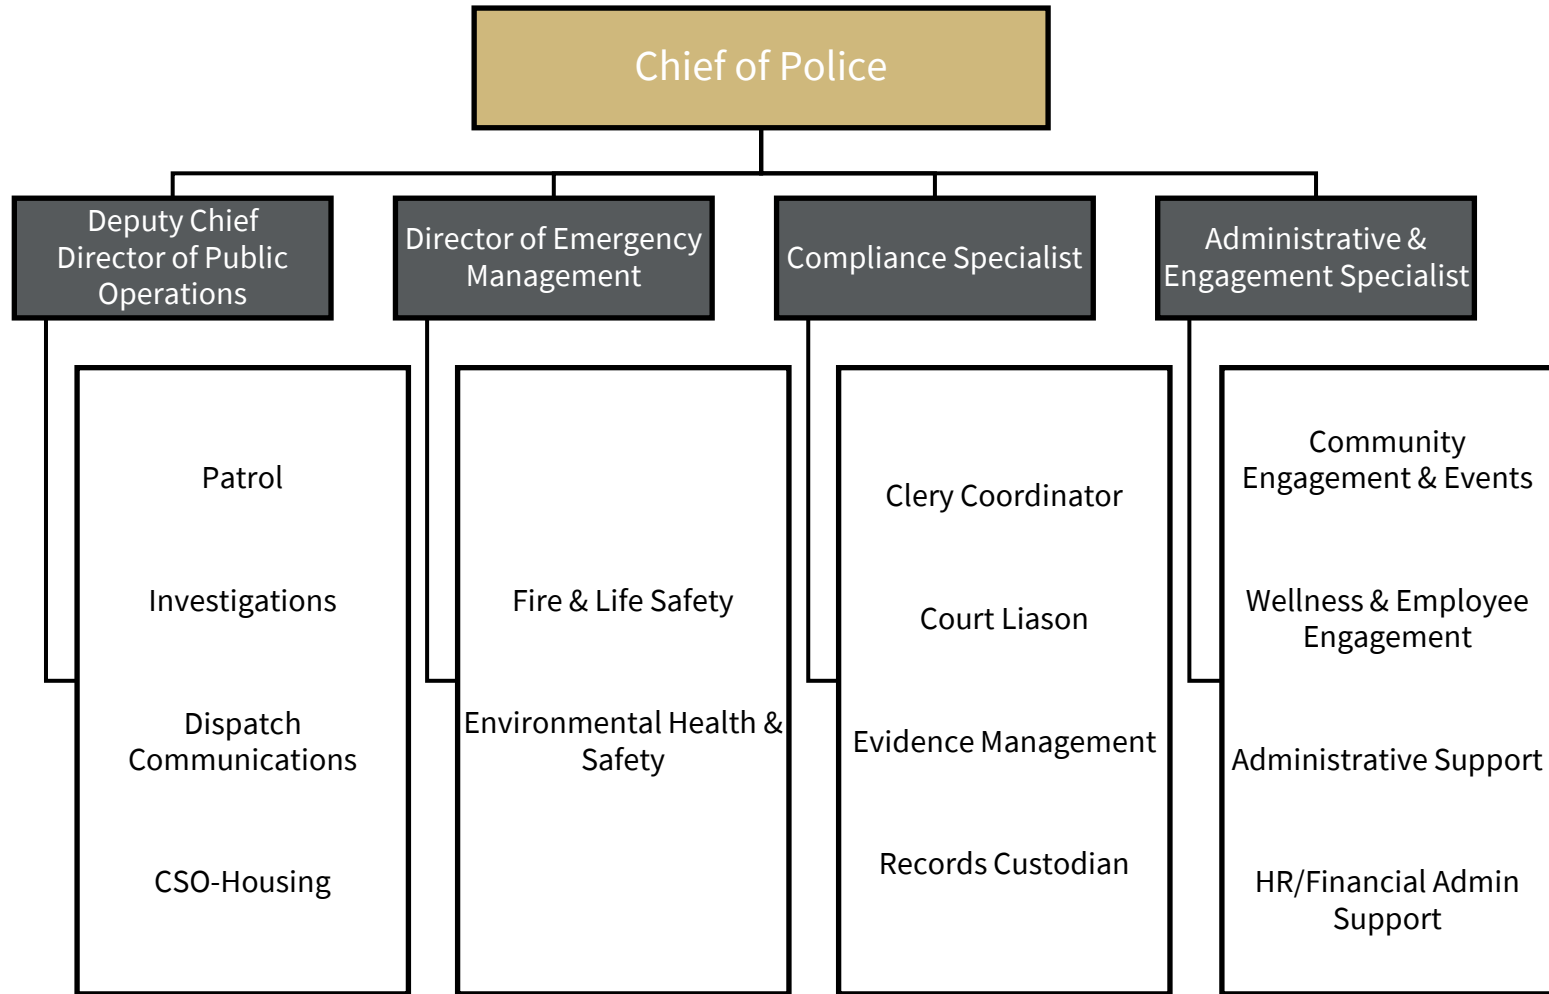 Chief of Police
Deputy Chief
Director of Public
Operations
Director of Emergency
Management
Compliance Specialist
Administrative &
Engagement Specialist
Patrol
Investigations
Dispatch
Communications
CSO-Housing
Fire & Life Safety
Environmental Health &
Safety
Clery Coordinator
Court Liason
Evidence Management
Records Custodian
Community
Engagement & Events
Wellness & Employee
Engagement
Administrative Support
HR/Financial Admin
Support